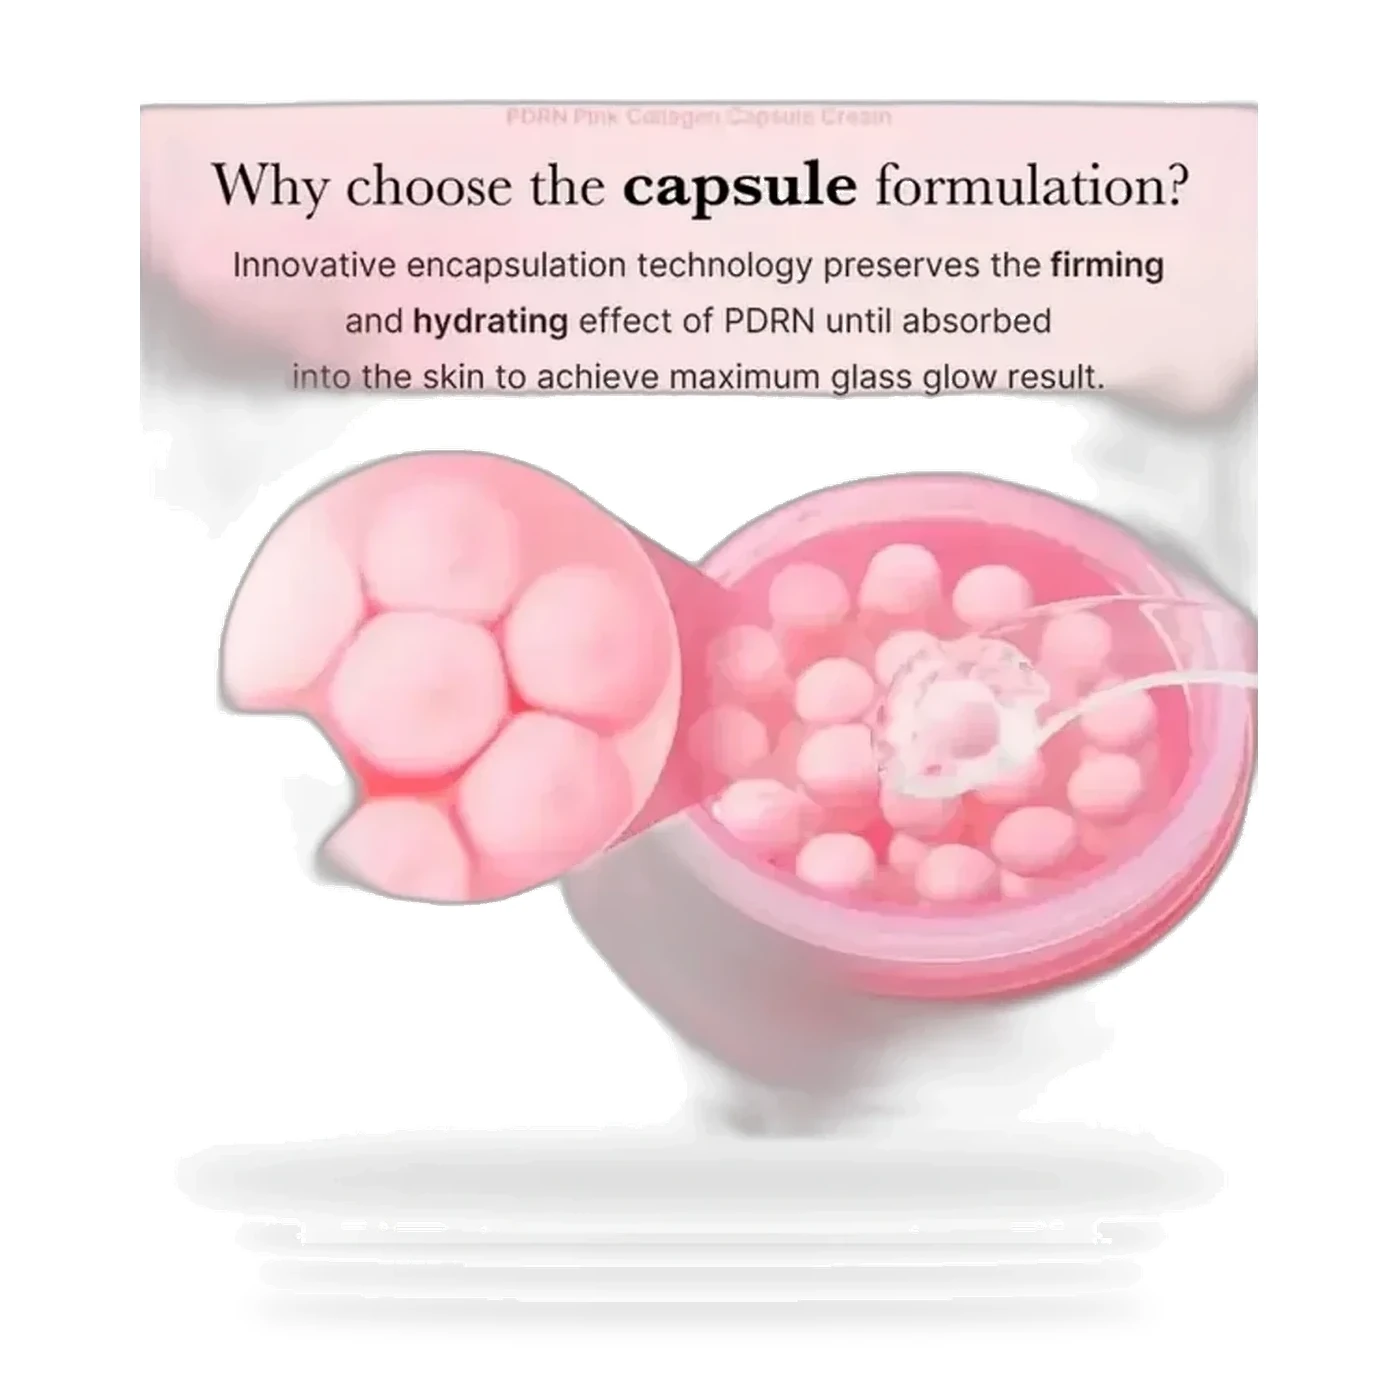 PDRN Pink Collagen Capsule Cream
Why choose the capsule formulation?
Innovative encapsulation technology preserves the firming
and hydrating effect of PDRN until absorbed
into the skin to achieve maximum glass glow result.